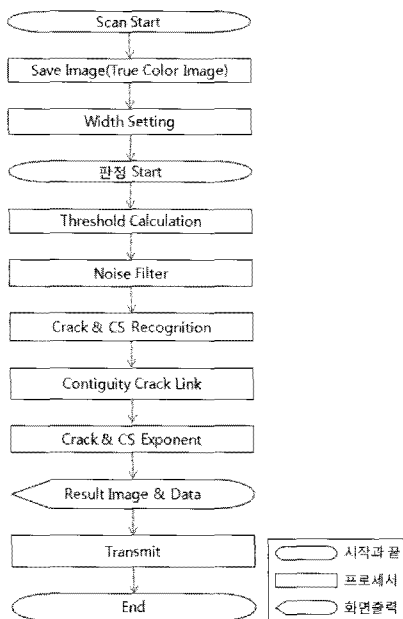 Scan Start
Save Image(True Color Image)
Width Setting
판정 Start
Threshold Calculation
Noise Filter
Crack & CS Recognition
Contiguity Crack Link
Crack & CS Exponent
Result Image & Data
Transmit
End
시작과 끝
프로세서
화면출력